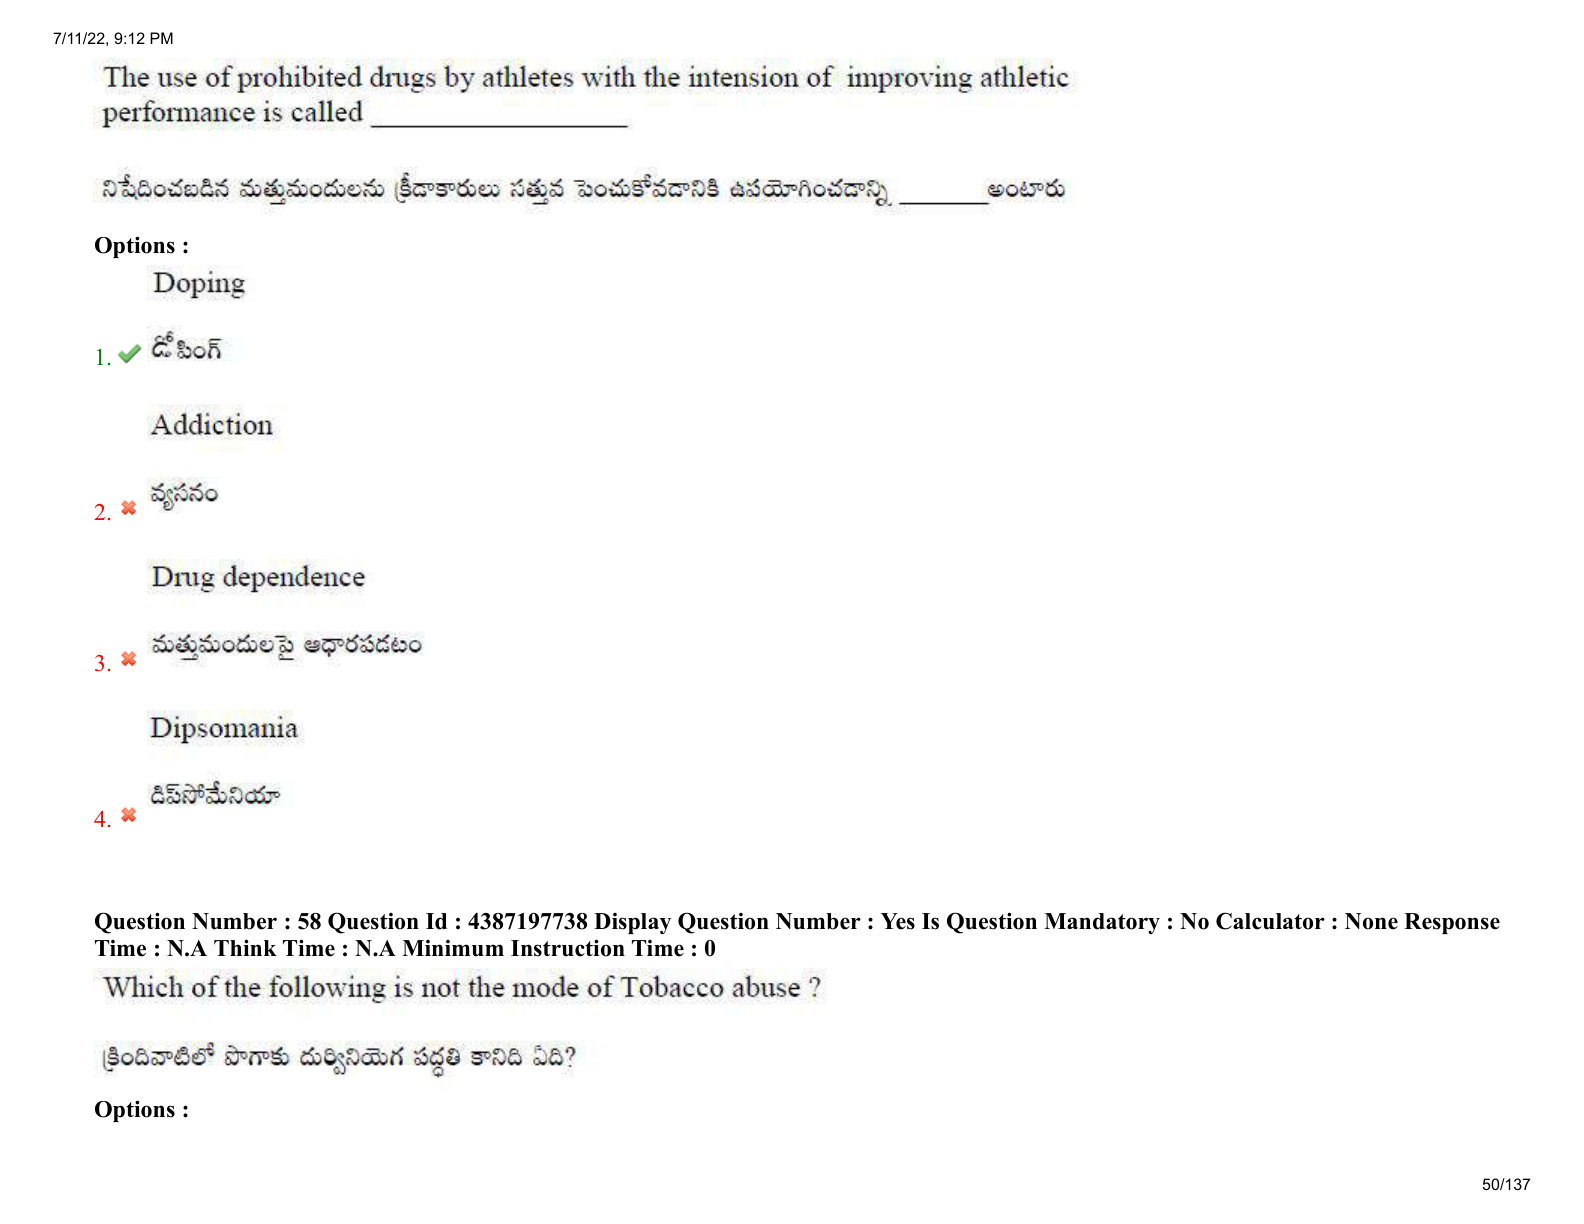 7/11/22, 9:12 PM
The use of prohibited drugs by athletes with the intension of improving athletic
performance is called __________________
నిషేదించబడిన మత్తుమందులను క్రీడాకారులు సత్తువ పెంచుకోవడానికి ఉపయోగించడాన్ని _______అంటారు
Options :
Doping
1. డోపింగ్
Addiction
2. వ్యసనం
Drug dependence
3. మత్తుమందులపై ఆధారపడటం
Dipsomania
4. డిప్సోమేనియా
Question Number : 58 Question Id : 4387197738 Display Question Number : Yes Is Question Mandatory : No Calculator : None Response
Time : N.A Think Time : N.A Minimum Instruction Time : 0
Which of the following is not the mode of Tobacco abuse ?
క్రిందివాటిలో పొగాకు దుర్వినియెగ పద్ధతి కానిది ఏది?
Options :
50/137